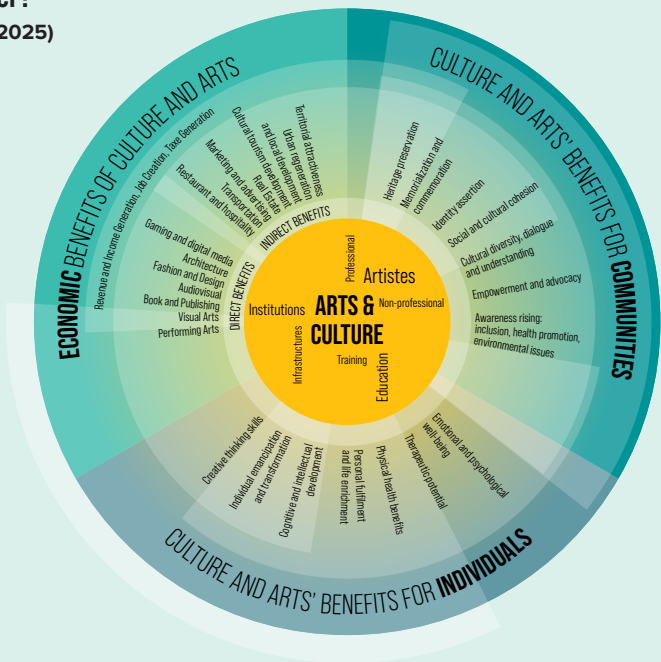 2025)
ECONOMIC BENEFITS OF CULTURE AND ARTS
Revenue and Income Generation, Job Creation, Taxe Generation
INDIRECT BENEFITS
Territorial attractiveness
Urban regeneration
and local development
Cultural tourism development
Real Estate
Marketing and advertising
Transportation
Restaurant and hospitality
DIRECT BENEFITS
Gaming and digital media
Architecture
Fashion and Design
Audiovisual
Book and Publishing
Visual Arts
Performing Arts
CULTURE AND ARTS' BENEFITS FOR COMMUNITIES
Heritage preservation
Memorialization and
commemoration
Identity assertion
Social and cultural cohesion
Cultural diversity, dialogue
and understanding
Empowerment and advocacy
Awareness rising:
inclusion, health promotion,
environmental issues
ARTS &
CULTURE
Professional
Artistes
Non-professional
Institutions
Infrastructures
Training
Education
CULTURE AND ARTS' BENEFITS FOR INDIVIDUALS
Creative thinking skills
Individual emancipation
and transformation
Cognitive and intellectual
development
Personal fulfilment
and life enrichment
Physical health benefits
Therapeutic potential
Emotional and psychological
well-being